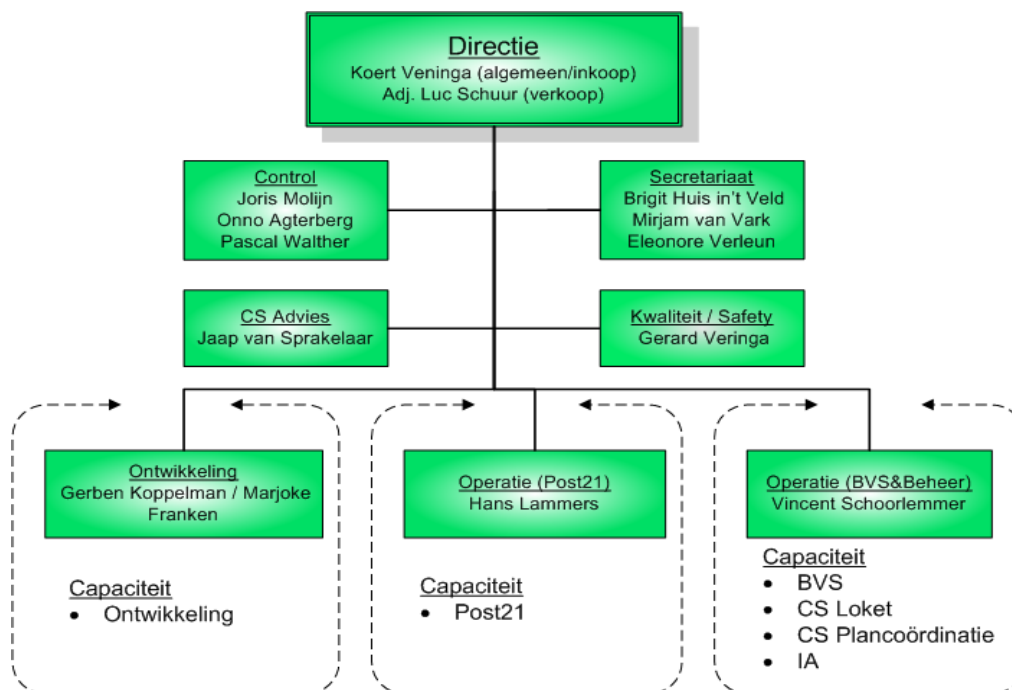 Directie
Koert Veninga (algemeen/inkoop)
Adj. Luc Schuur (verkoop)
Control
Joris Molijn
Onno Agterberg
Pascal Walther
Secretariaat
Brigit Huis in't Veld
Mirjam van Vark
Eleonore Verleun
CS Advies
Jaap van Sprakelaar
Kwaliteit / Safety
Gerard Veringa
Ontwikkeling
Gerben Koppelman / Marjoke
Franken
Capaciteit
• Ontwikkeling
Operatie (Post21)
Hans Lammers
Capaciteit
• Post21
Operatie (BVS&Beheer)
Vincent Schoorlemmer
Capaciteit
• BVS
• CS Loket
• CS Plancoördinatie
• IA